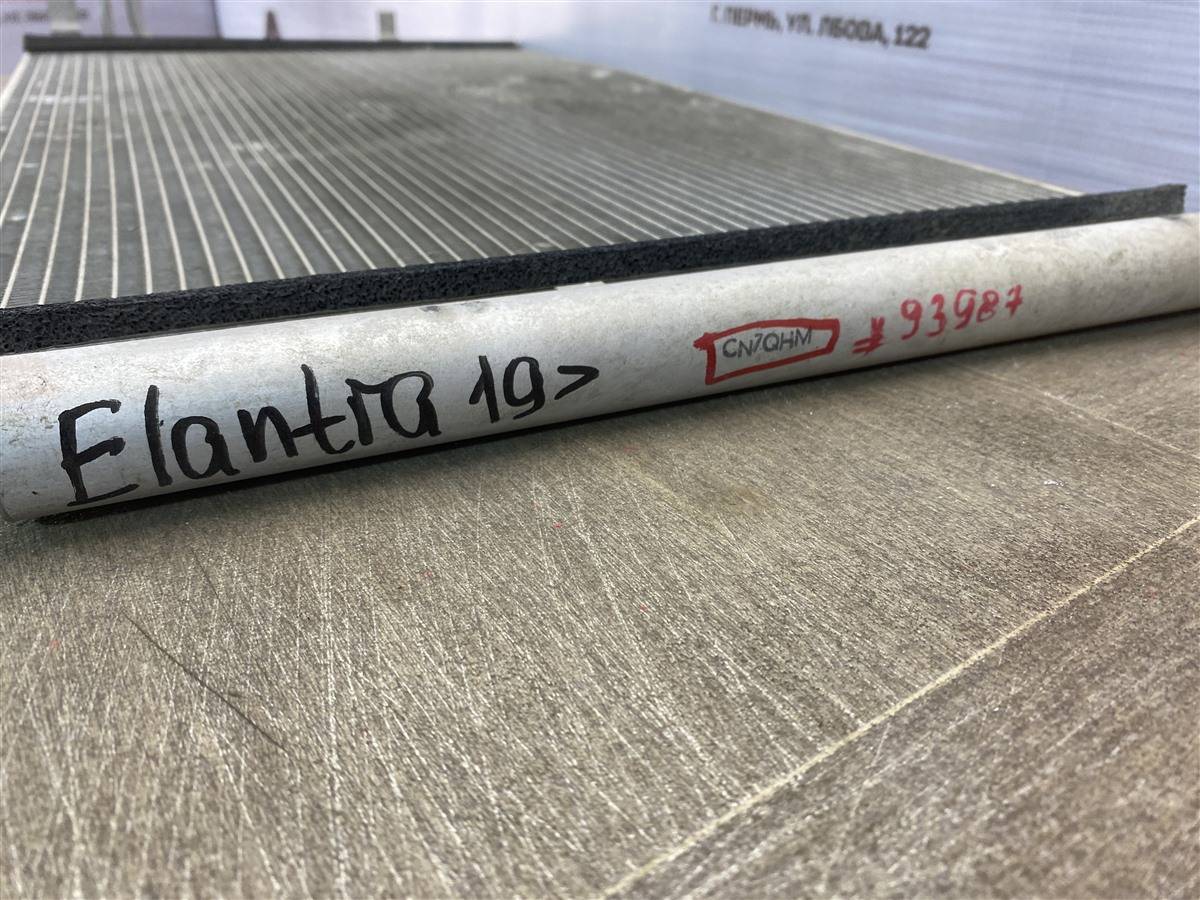 Г. ПЕРМЬ, УЛ. ЛБОВА, 122
Elantra 19> CN7QHM #93987